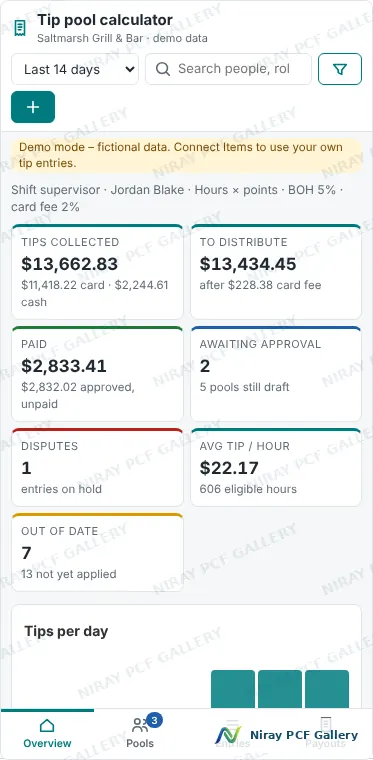 Tip pool calculator
Saltmarsh Grill & Bar · demo data
Last 14 days
Search people, rol
Demo mode – fictional data. Connect Items to use your own
tip entries.
Shift supervisor · Jordan Blake · Hours × points · BOH 5% ·
card fee 2%
TIPS COLLECTED
$13,662.83
$11,418.22 card · $2,244.61
cash
TO DISTRIBUTE
$13,434.45
after $228.38 card fee
PAID
$2,833.41
$2,832.02 approved,
unpaid
AWAITING APPROVAL
2
5 pools still draft
DISPUTES
1
entries on hold
AVG TIP / HOUR
$22.17
606 eligible hours
OUT OF DATE
7
13 not yet applied
Tips per day
Overview
3
Pools
Entries
Payouts
Niray PCF Gallery
NIRAY PCF GALLERY